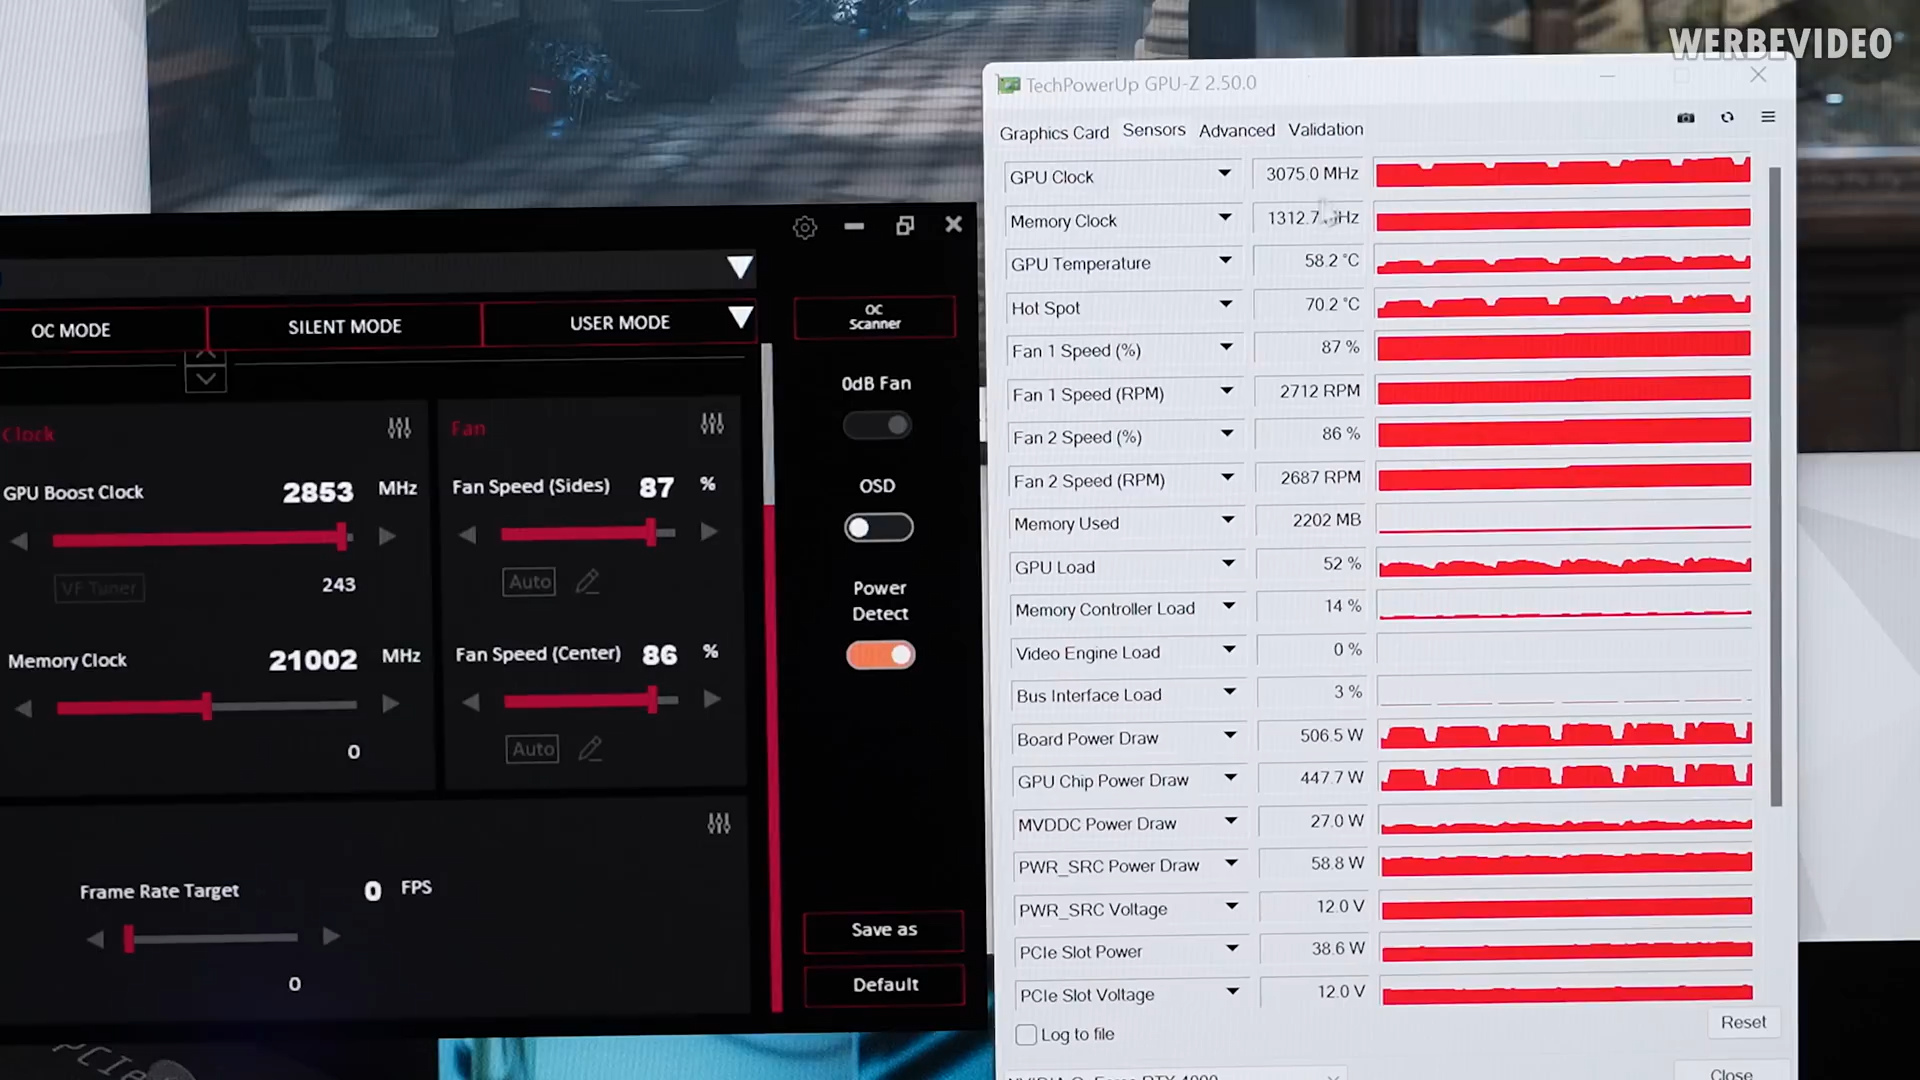 WERBEVIDEO
TechPowerUp GPU-Z 2.50.0
Graphics Card Sensors Advanced Validation
GPU Clock 3075.0 MHz
Memory Clock 1312.7
GPU Temperature 58.2 °C
Hot Spot 70.2 °C
Fan 1 Speed (%) 87 %
Fan 1 Speed (RPM) 2712 RPM
Fan 2 Speed (%) 86 %
Fan 2 Speed (RPM) 2687 RPM
Memory Used 2202 MB
GPU Load 52 %
Memory Controller Load 14 %
Video Engine Load 0 %
Bus Interface Load 3 %
Board Power Draw 506.5 W
GPU Chip Power Draw 447.7 W
MVDDC Power Draw 27.0 W
PWR_SRC Power Draw 58.8 W
PWR_SRC Voltage 12.0 V
PCIe Slot Power 38.6 W
PCIe Slot Voltage 12.0 V
Log to file
Reset
Close
OC MODE SILENT MODE USER MODE
OC
Scanner
0dB Fan
OSD
Power
Detect
Clock
GPU Boost Clock 2853 MHz
VF Tuner 243
Memory Clock 21002 MHz
0
Fan
Fan Speed (Sides) 87 %
Auto
Fan Speed (Center) 86 %
Auto
Frame Rate Target 0 FPS
0
Save as
Default
PCIe